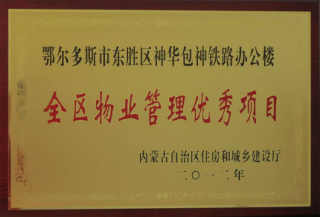 鄂尔多斯市东胜区神华包神铁路办公楼
全区物业管理优秀项目
内蒙古自治区住房和城乡建设厅
二〇一二年